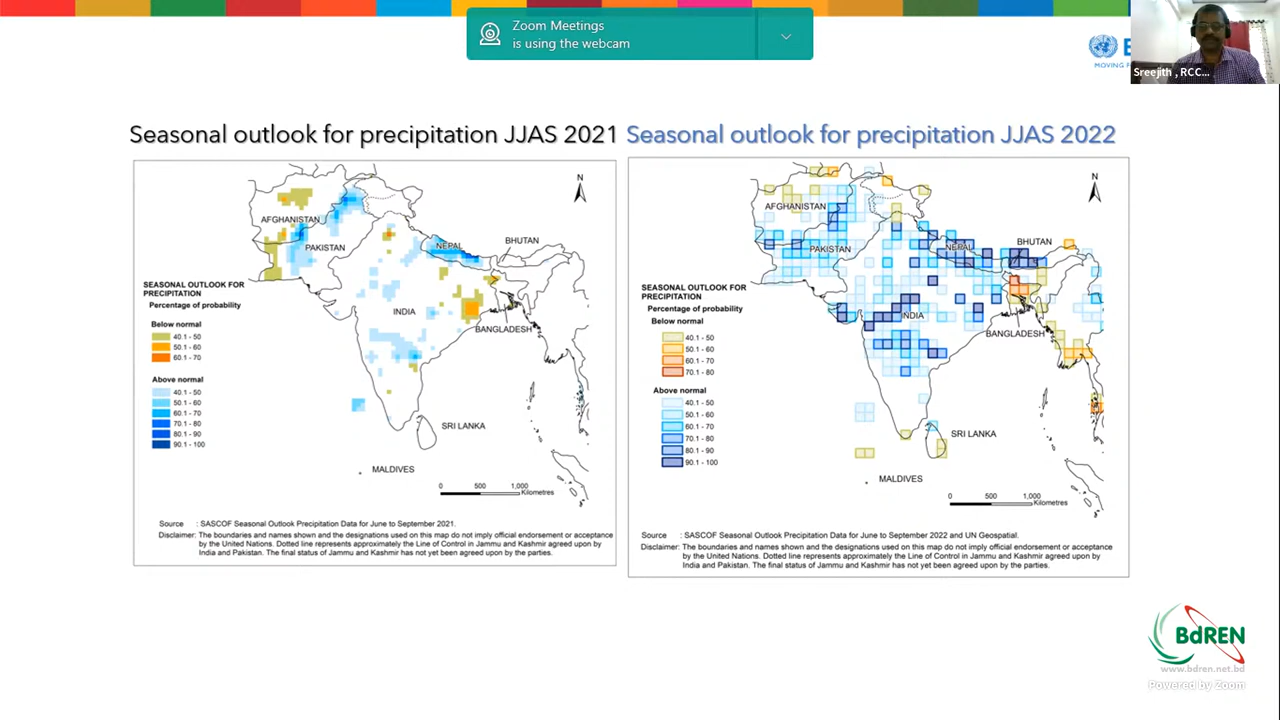 Zoom Meetings
is using the webcam
MOVING
Sreejith , RCC...
Seasonal outlook for precipitation JJAS 2021
Seasonal outlook for precipitation JJAS 2022
N
AFGHANISTAN
PAKISTAN
NEPAL
BHUTAN
INDIA
BANGLADESH
SRI LANKA
MALDIVES
SEASONAL OUTLOOK FOR
PRECIPITATION
Percentage of probability
Below normal
40.1 - 50
50.1 - 60
60.1 - 70
Above normal
40.1 - 50
50.1 - 60
60.1 - 70
70.1 - 80
80.1 - 90
90.1 - 100
0 500 1,000
Kilometres
Source : SASCOF Seasonal Outlook Precipitation Data for June to September 2021.
Disclaimer: The boundaries and names shown and the designations used on this map do not imply official endorsement or acceptance
by the United Nations. Dotted line represents approximately the Line of Control in Jammu and Kashmir agreed upon by
India and Pakistan. The final status of Jammu and Kashmir has not yet been agreed upon by the parties.
N
AFGHANISTAN
PAKISTAN
NEPAL
BHUTAN
INDIA
BANGLADESH
SRI LANKA
MALDIVES
SEASONAL OUTLOOK FOR
PRECIPITATION
Percentage of probability
Below normal
40.1 - 50
50.1 - 60
60.1 - 70
70.1 - 80
Above normal
40.1 - 50
50.1 - 60
60.1 - 70
70.1 - 80
80.1 - 90
90.1 - 100
0 500 1,000
Kilometres
Source : SASCOF Seasonal Outlook Precipitation Data for June to September 2022 and UN Geospatial.
Disclaimer: The boundaries and names shown and the designations used on this map do not imply official endorsement or acceptance
by the United Nations. Dotted line represents approximately the Line of Control in Jammu and Kashmir agreed upon by
India and Pakistan. The final status of Jammu and Kashmir has not yet been agreed upon by the parties.
BdREN
www.bdren.net.bd
Powered by Zoom